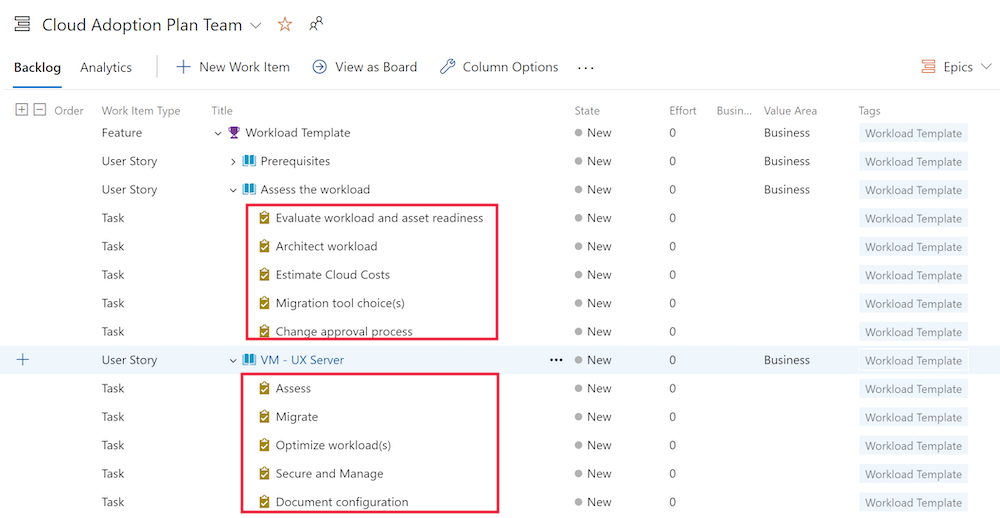 Cloud Adoption Plan Team
Backlog Analytics New Work Item View as Board Column Options ... Epics
Order Work Item Type Title State Effort Busin... Value Area Tags
Feature Workload Template New 0 Business Workload Template
User Story Prerequisites New 0 Business Workload Template
User Story Assess the workload New 0 Business Workload Template
Task Evaluate workload and asset readiness New 0 Workload Template
Task Architect workload New 0 Workload Template
Task Estimate Cloud Costs New 0 Workload Template
Task Migration tool choice(s) New 0 Workload Template
Task Change approval process New 0 Workload Template
User Story VM - UX Server ... New 0 Business Workload Template
Task Assess New 0 Workload Template
Task Migrate New 0 Workload Template
Task Optimize workload(s) New 0 Workload Template
Task Secure and Manage New 0 Workload Template
Task Document configuration New 0 Workload Template